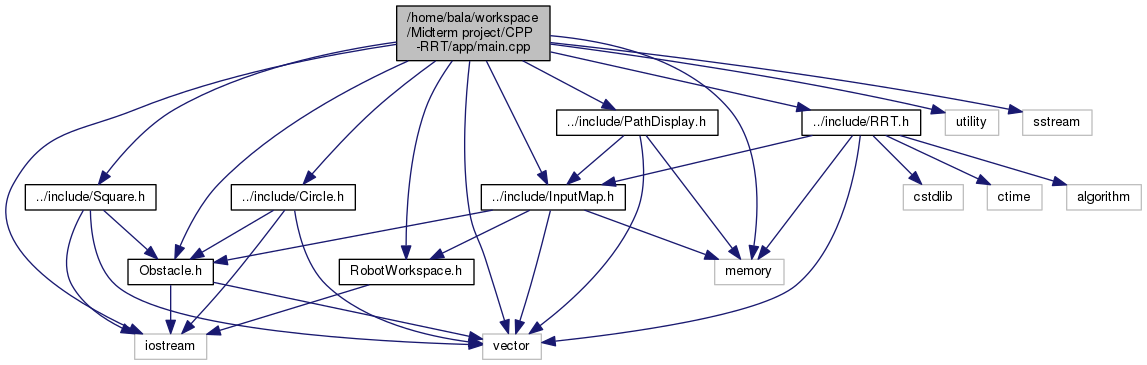 /home/bala/workspace
/Midterm project/CPP
-RRT/app/main.cpp
../include/PathDisplay.h
../include/RRT.h
utility
sstream
../include/Square.h
../include/Circle.h
../include/InputMap.h
cstdlib
ctime
algorithm
Obstacle.h
RobotWorkspace.h
memory
iostream
vector